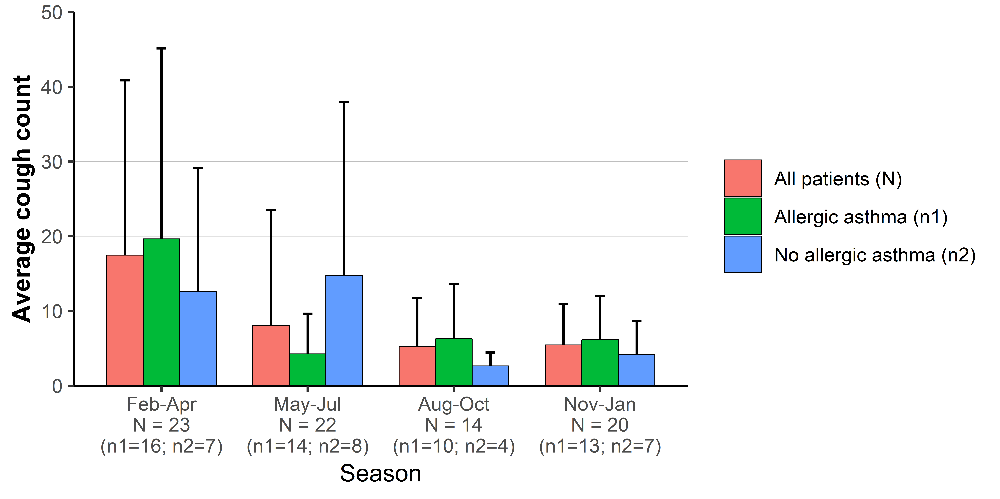 Average cough count
50
40
30
20
10
0
Feb-Apr
N = 23
(n1=16; n2=7)
May-Jul
N = 22
(n1=14; n2=8)
Aug-Oct
N = 14
(n1=10; n2=4)
Nov-Jan
N = 20
(n1=13; n2=7)
Season
All patients (N)
Allergic asthma (n1)
No allergic asthma (n2)